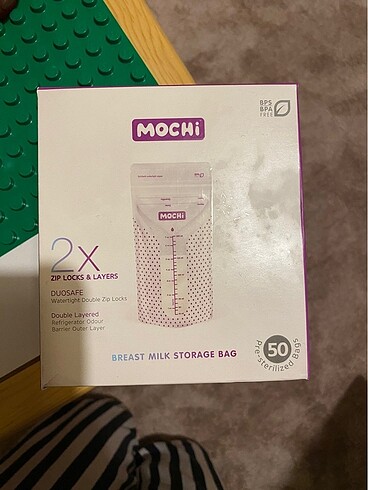 MOCHi
BPS
BPA
FREE
MOCHi
2X
ZIP LOCKS & LAYERS
DUOSAFE
Watertight Double Zip Locks
Double Layered
Refrigerator Odour
Barrier Outer Layer
BREAST MILK STORAGE BAG
50
Pre-sterilized Bags